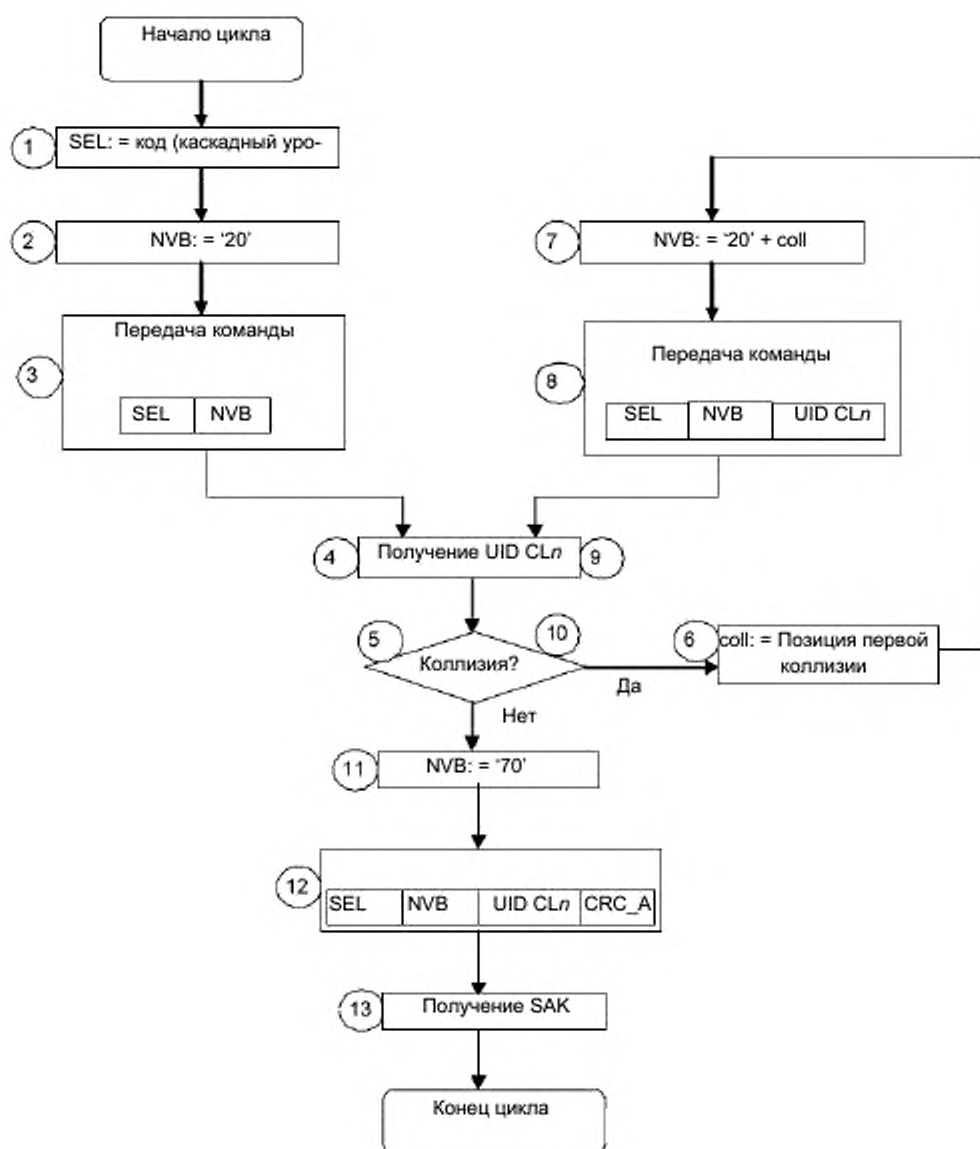 Начало цикла
1
SEL: = код (каскадный уро-
2
NVB: = ‘20’
7
NVB: = ‘20’ + coll
3
Передача команды
SEL NVB
8
Передача команды
SEL NVB UID CLn
4
Получение UID CLn
9
5
Коллизия?
10
Да
6
coll: = Позиция первой
коллизии
Нет
11
NVB: = ‘70’
12
SEL NVB UID CLn CRC_A
13
Получение SAK
Конец цикла